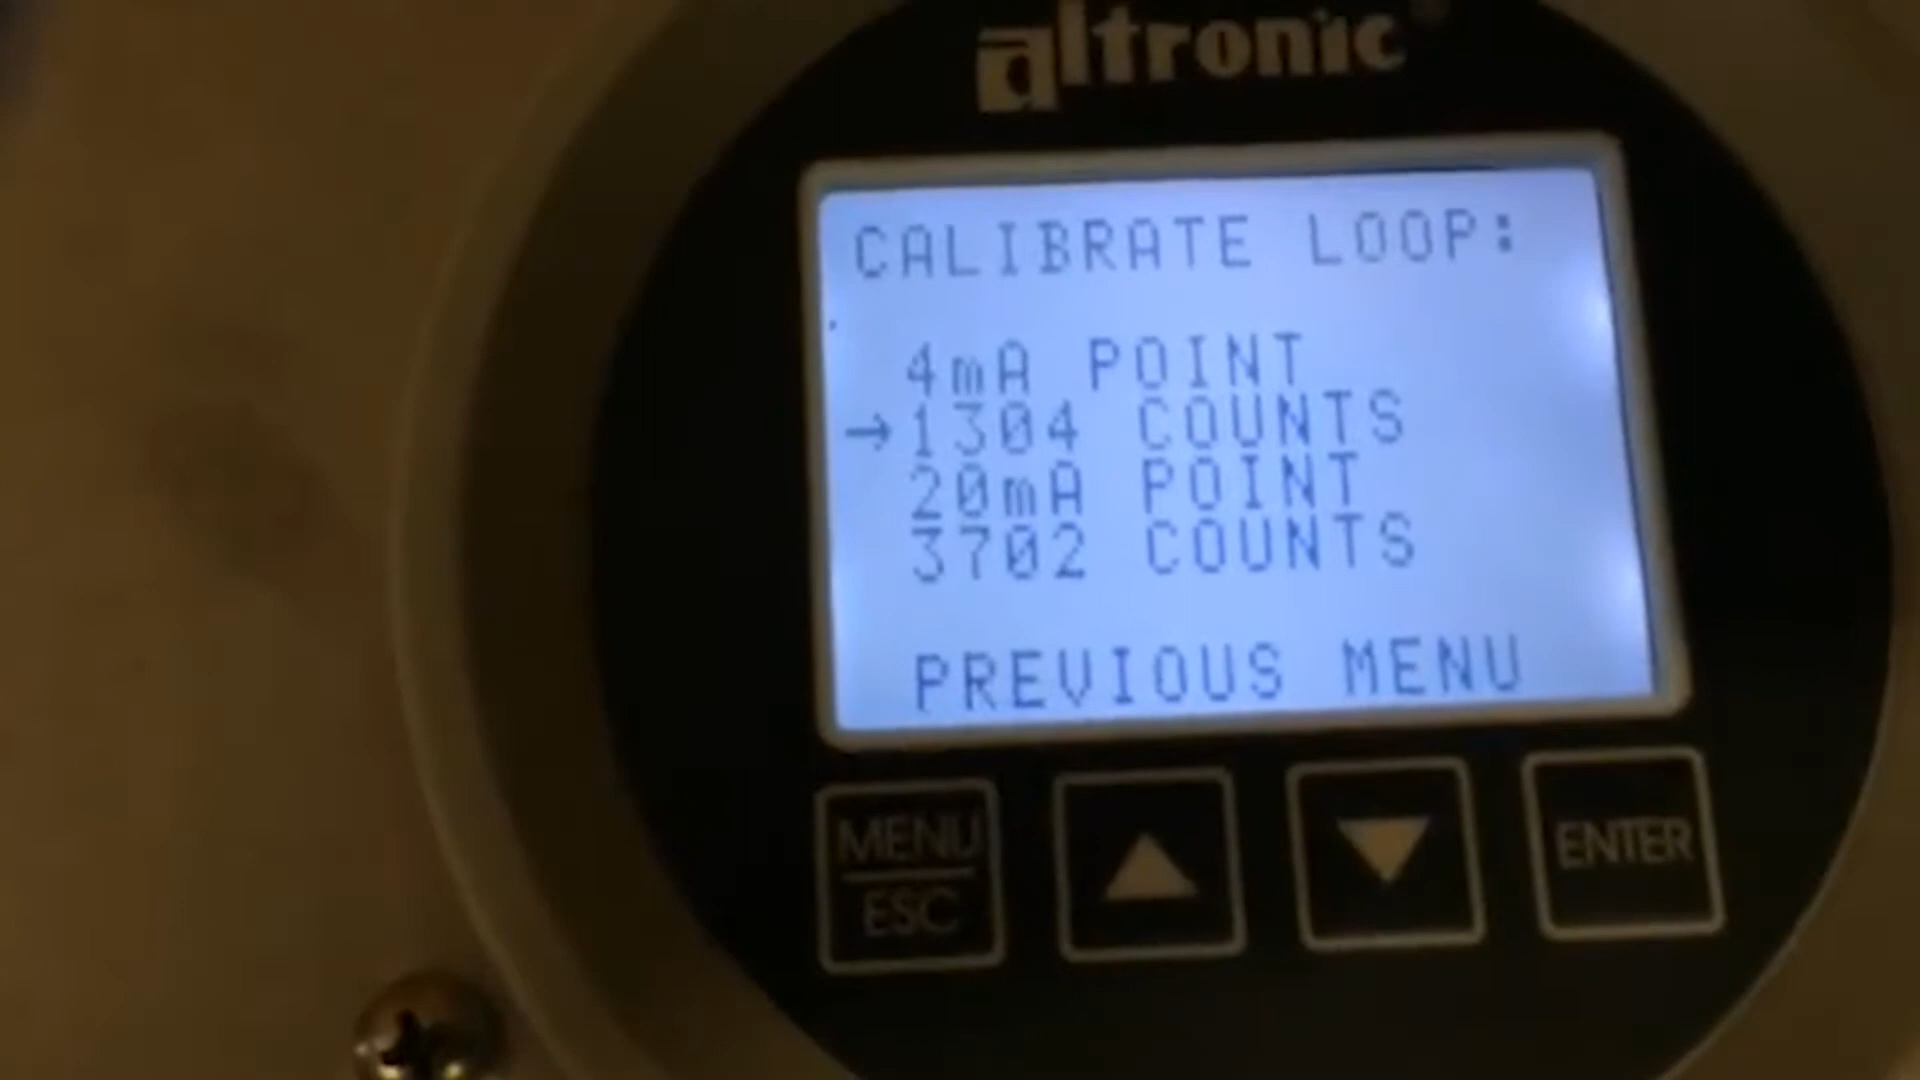 altronic
CALIBRATE LOOP:
4mA POINT
→1304 COUNTS
20mA POINT
3702 COUNTS
PREVIOUS MENU
MENU
ESC
ENTER